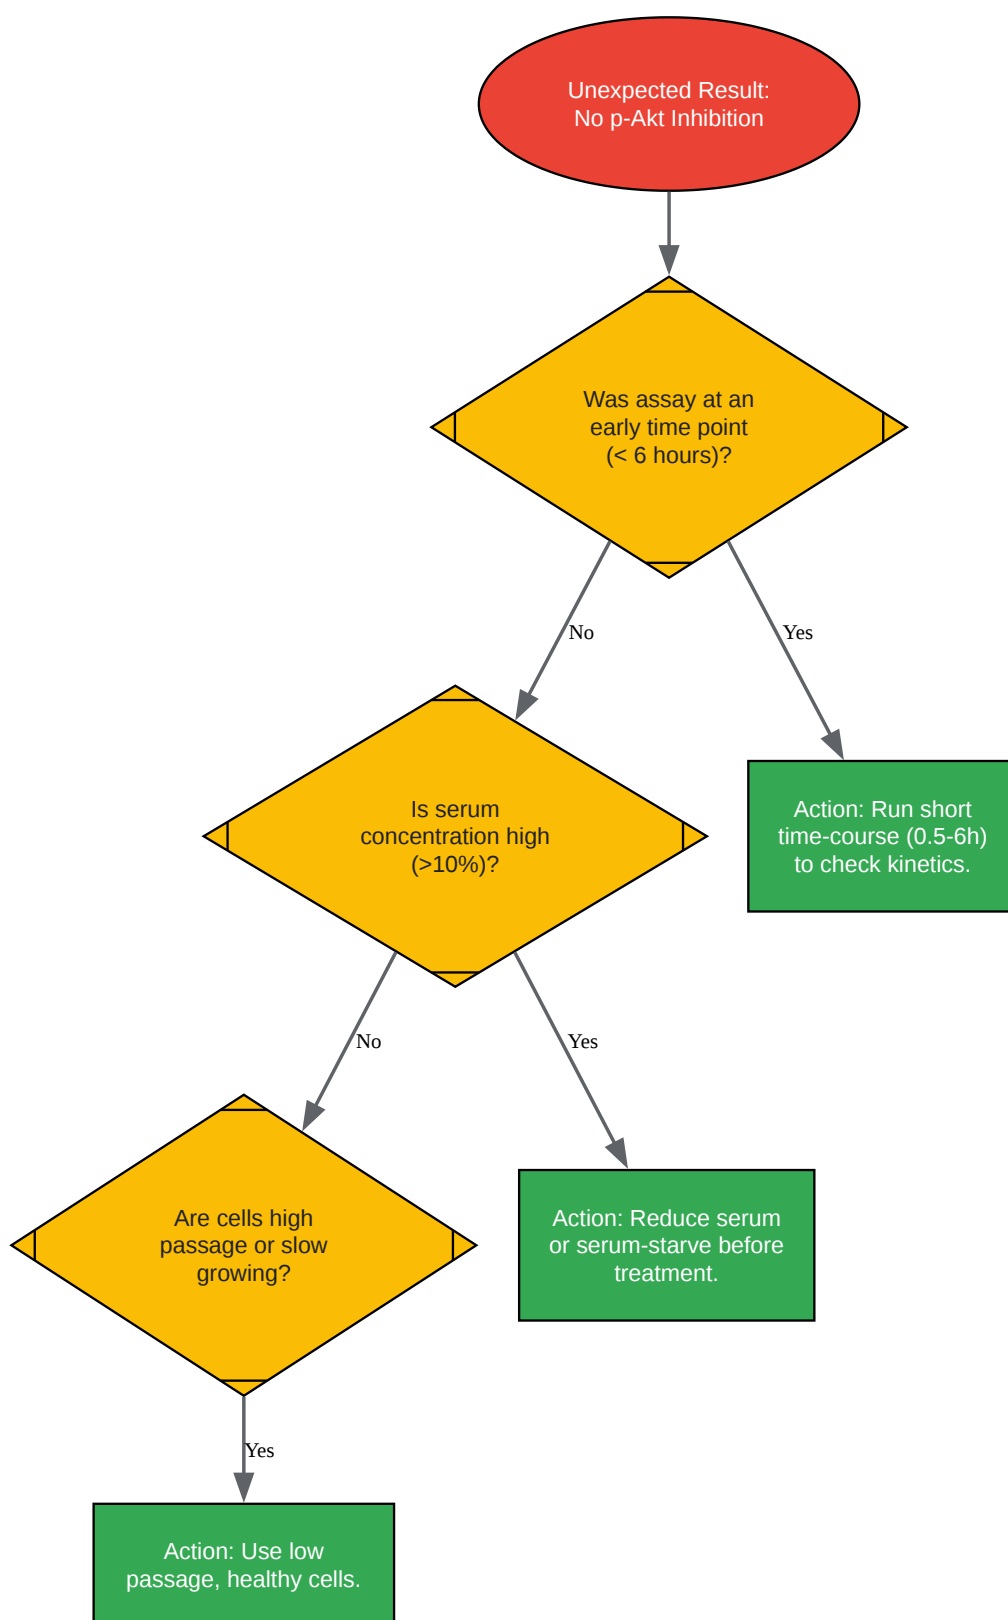 Unexpected Result:
No p-Akt Inhibition
Was assay at an
early time point
(< 6 hours)?
No
Yes
Is serum
concentration high
(>10%)?
Action: Run short
time-course (0.5-6h)
to check kinetics.
No
Yes
Are cells high
passage or slow
growing?
Action: Reduce serum
or serum-starve before
treatment.
Yes
Action: Use low
passage, healthy cells.